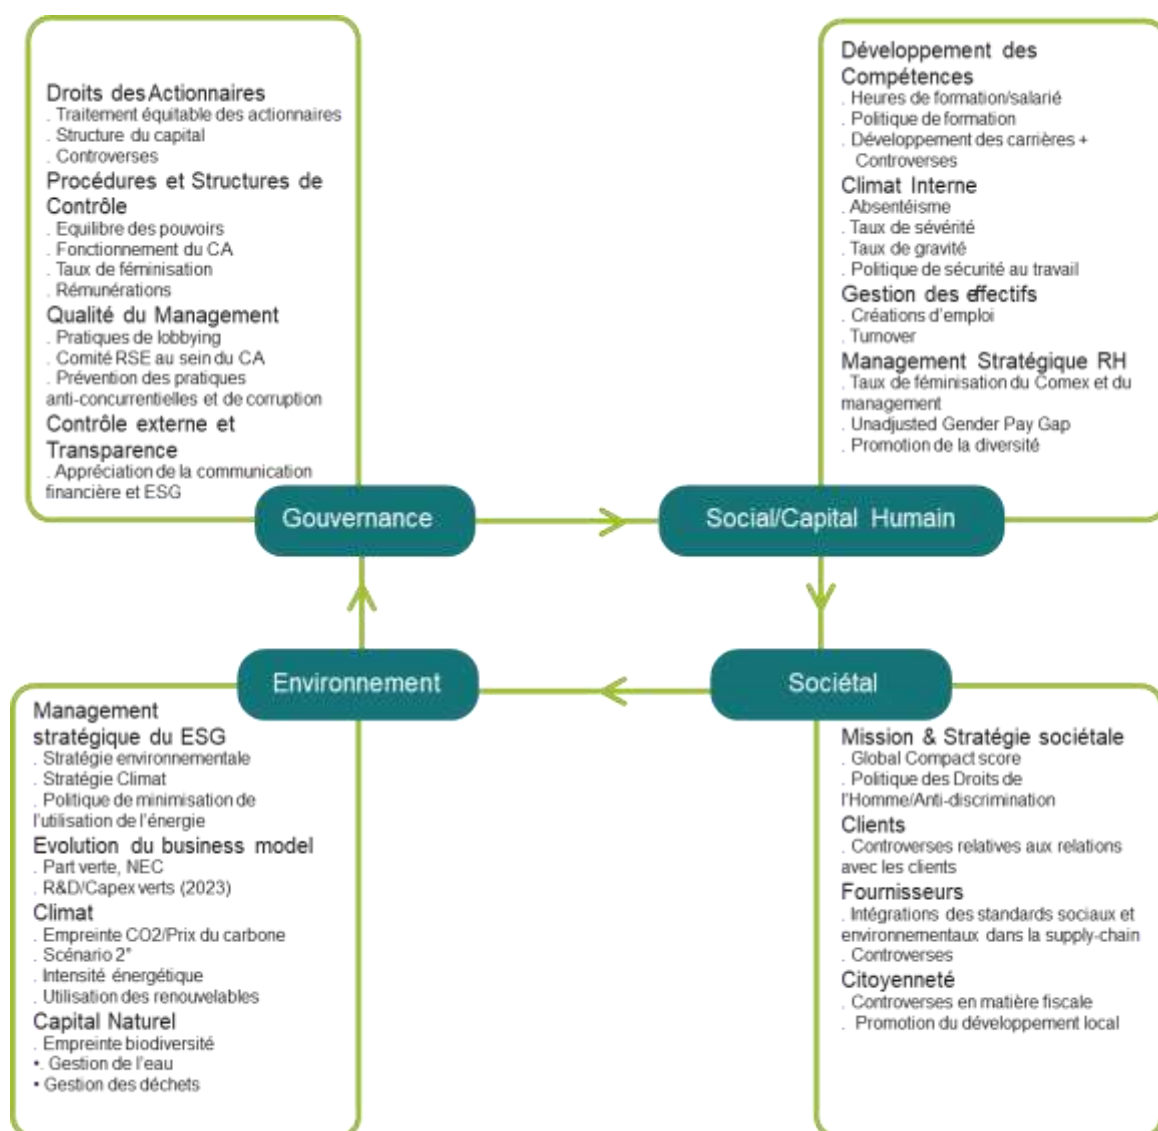 Droits des Actionnaires
. Traitement équitable des actionnaires
. Structure du capital
. Controverses
Procédures et Structures de
Contrôle
. Equilibre des pouvoirs
. Fonctionnement du CA
. Taux de féminisation
. Rémunérations
Qualité du Management
. Pratiques de lobbying
. Comité RSE au sein du CA
. Prévention des pratiques
anti-concurrentielles et de corruption
Contrôle externe et
Transparence
. Appréciation de la communication
financière et ESG
Gouvernance
Développement des
Compétences
. Heures de formation/salarié
. Politique de formation
. Développement des carrières +
Controverses
Climat Interne
. Absentéisme
. Taux de sévérité
. Taux de gravité
. Politique de sécurité au travail
Gestion des effectifs
. Créations d'emploi
. Turnover
Management Stratégique RH
. Taux de féminisation du Comex et du
management
. Unadjusted Gender Pay Gap
. Promotion de la diversité
Social/Capital Humain
Environnement
Management
stratégique du ESG
. Stratégie environnementale
. Stratégie Climat
. Politique de minimisation de
l'utilisation de l'énergie
Evolution du business model
. Part verte, NEC
. R&D/Capex verts (2023)
Climat
. Empreinte CO2/Prix du carbone
. Scénario 2°
. Intensité énergétique
. Utilisation des renouvelables
Capital Naturel
. Empreinte biodiversité
•. Gestion de l'eau
• Gestion des déchets
Sociétal
Mission & Stratégie sociétale
. Global Compact score
. Politique des Droits de
l'Homme/Anti-discrimination
Clients
. Controverses relatives aux relations
avec les clients
Fournisseurs
. Intégrations des standards sociaux et
environnementaux dans la supply-chain
. Controverses
Citoyenneté
. Controverses en matière fiscale
. Promotion du développement local